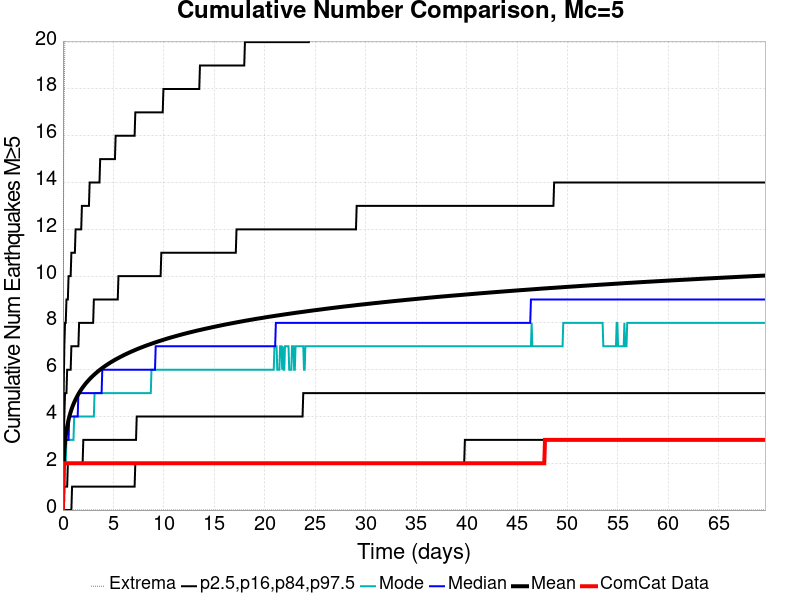 Cumulative Number Comparison, Mc=5
Cumulative Num Earthquakes M≥5
20
18
16
14
12
10
8
6
4
2
0
0 5 10 15 20 25 30 35 40 45 50 55 60 65
Time (days)
Extrema p2.5,p16,p84,p97.5 Mode Median Mean ComCat Data